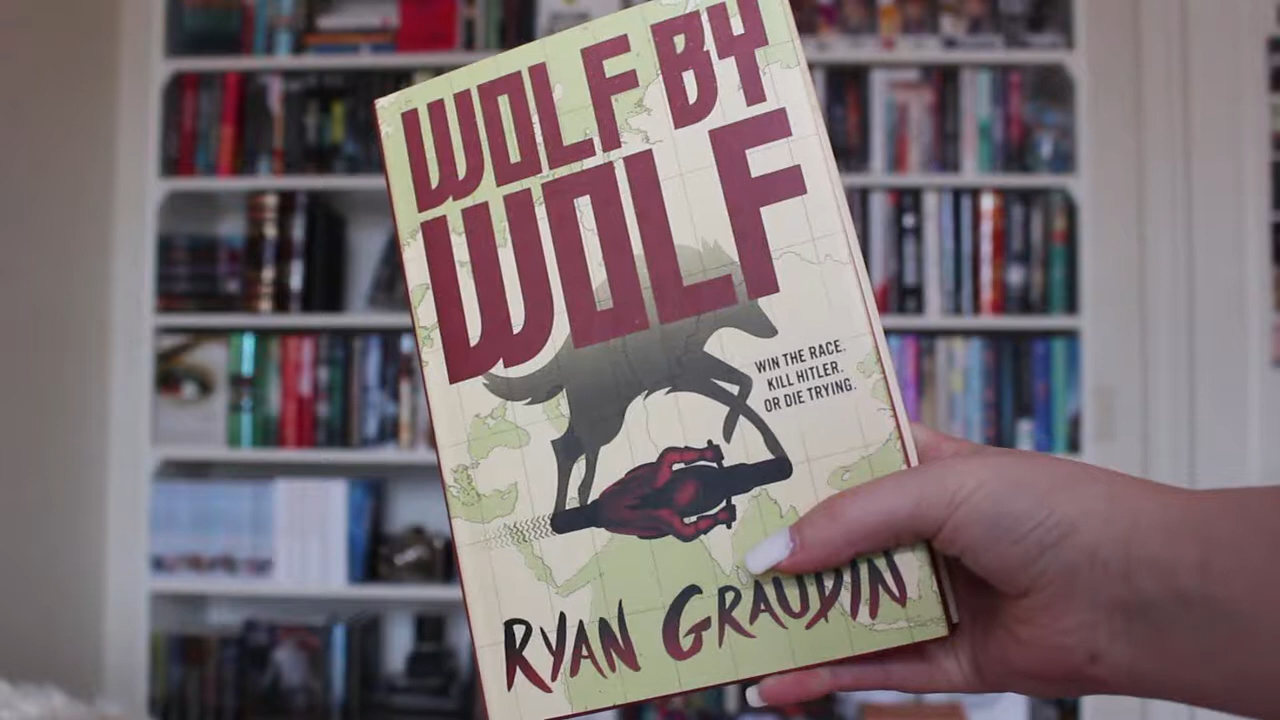 WOLF BY
WOLF
WIN THE RACE.
KILL HITLER.
OR DIE TRYING.
RYAN GRAUDIN